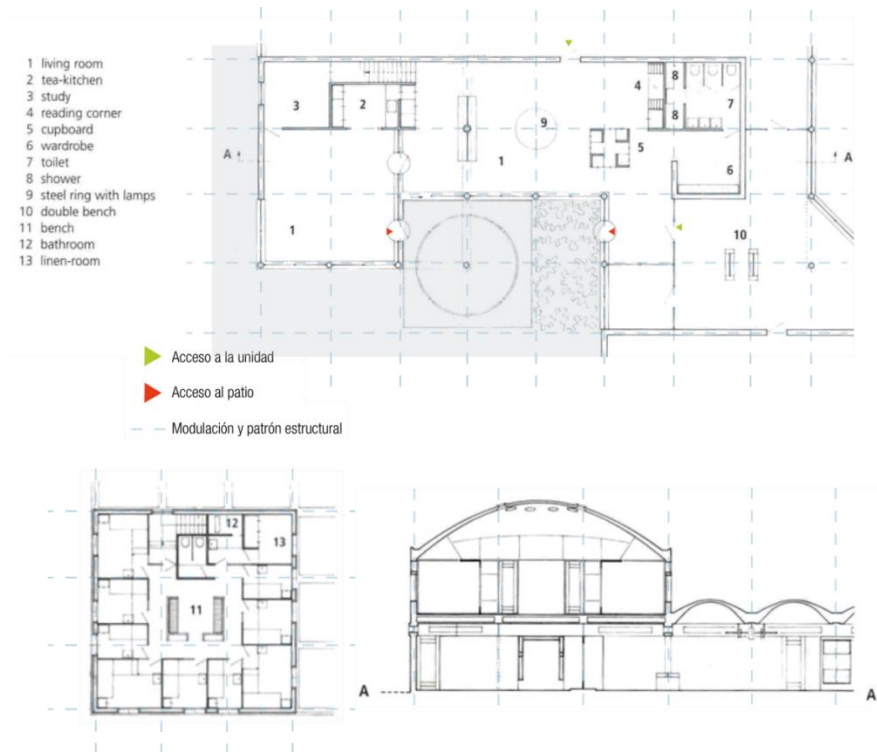 1 living room
2 tea-kitchen
3 study
4 reading corner
5 cupboard
6 wardrobe
7 toilet
8 shower
9 steel ring with lamps
10 double bench
11 bench
12 bathroom
13 linen-room
3
2
4
8
7
9
8
5
A
1
A
6
1
10
Acceso a la unidad
Acceso al patio
Modulación y patrón estructural
12
13
11
A
A